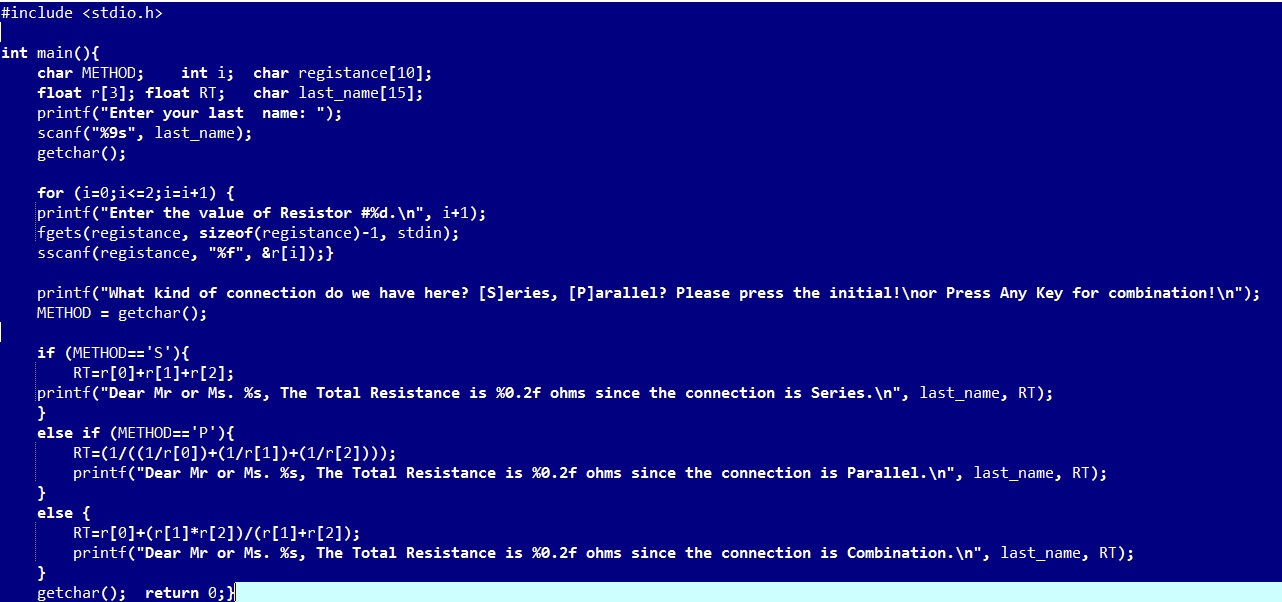 #include <stdio.h>
int main(){
char METHOD;    int i;  char registance[10];
float r[3]; float RT;   char last_name[15];
printf("Enter your last  name: ");
scanf("%9s", last_name);
getchar();
for (i=0;i<=2;i=i+1) {
printf("Enter the value of Resistor #%d.\n", i+1);
fgets(registance, sizeof(registance)-1, stdin);
sscanf(registance, "%f", &r[i]);}
printf("What kind of connection do we have here? [S]eries, [P]arallel? Please press the initial!\nor Press Any Key for combination!\n");
METHOD = getchar();
if (METHOD=='S'){
RT=r[0]+r[1]+r[2];
printf("Dear Mr or Ms. %s, The Total Resistance is %0.2f ohms since the connection is Series.\n", last_name, RT);
}
else if (METHOD=='P'){
RT=(1/((1/r[0])+(1/r[1])+(1/r[2])));
printf("Dear Mr or Ms. %s, The Total Resistance is %0.2f ohms since the connection is Parallel.\n", last_name, RT);
}
else {
RT=r[0]+(r[1]*r[2])/(r[1]+r[2]);
printf("Dear Mr or Ms. %s, The Total Resistance is %0.2f ohms since the connection is Combination.\n", last_name, RT);
}
getchar();  return 0;}